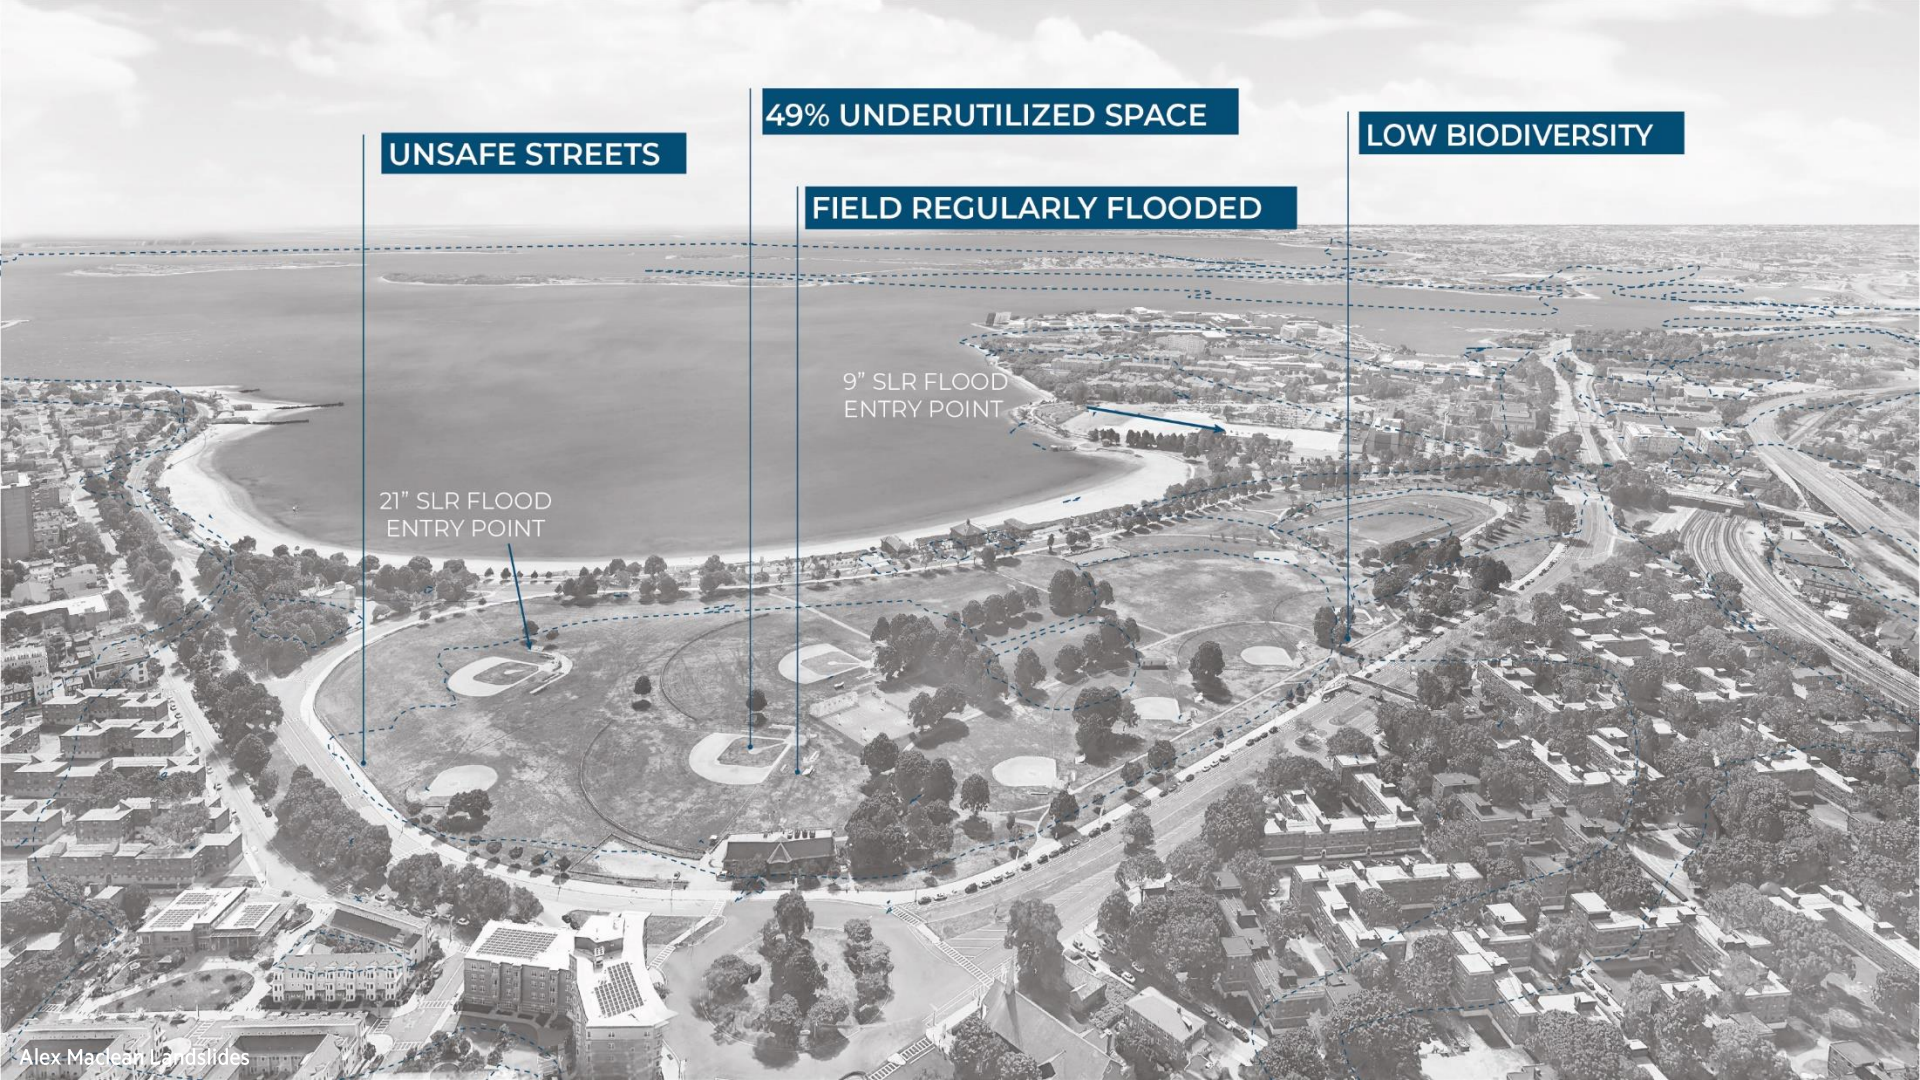 49% UNDERUTILIZED SPACE
LOW BIODIVERSITY
UNSAFE STREETS
FIELD REGULARLY FLOODED
9” SLR FLOOD
ENTRY POINT
21” SLR FLOOD
ENTRY POINT
Alex Maclean Landslides